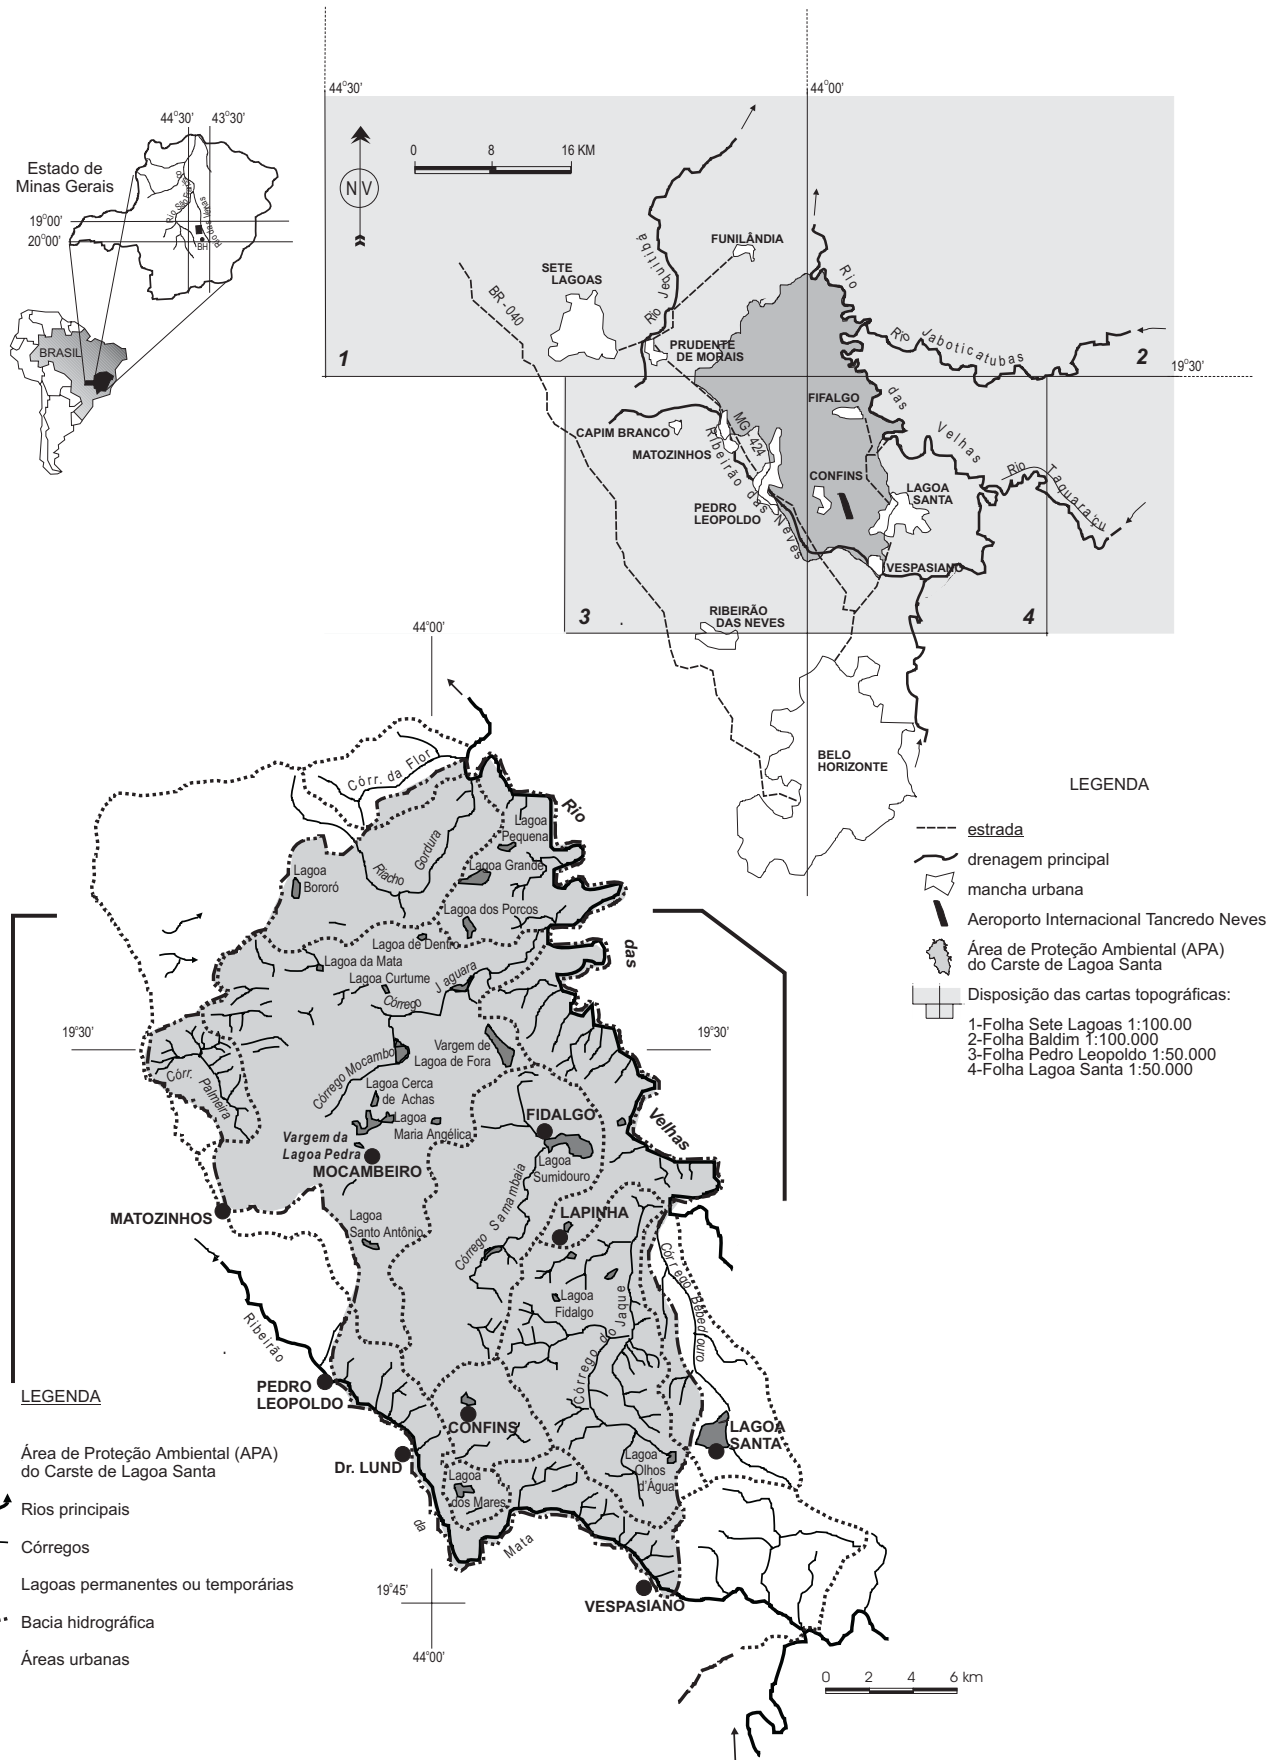 44°30'
44°00'
44°30' 43°30'
Estado de
Minas Gerais
19°00'
20°00'
Rio São Francisco
Rio das Velhas
BH
BRASIL
NV
0 8 16 KM
FUNILÂNDIA
SETE
LAGOAS
Rio Jequitibá
BR - 040
PRUDENTE
DE MORAIS
Rio
das
Velhas
Rio Jaboticatubas
1
2
19°30'
FIFALGO
CAPIM BRANCO
MATOZINHOS
MG - 424
Ribeirão das Neves
CONFINS
LAGOA
SANTA
Rio Taquara'çu
PEDRO
LEOPOLDO
VESPASIANO
3
4
RIBEIRÃO
DAS NEVES
BELO
HORIZONTE
LEGENDA
estrada
drenagem principal
mancha urbana
Aeroporto Internacional Tancredo Neves
Área de Proteção Ambiental (APA)
do Carste de Lagoa Santa
Disposição das cartas topográficas:
1-Folha Sete Lagoas 1:100.00
2-Folha Baldim 1:100.000
3-Folha Pedro Leopoldo 1:50.000
4-Folha Lagoa Santa 1:50.000
44°00'
Córr. da Flor
Rio
Lagoa
Pequena
Riacho Gordura
Lagoa Grande
Lagoa
Bororó
Lagoa dos Porcos
Lagoa de Dentro
das
Lagoa da Mata
Lagoa Curtume
Córrego Jaguara
19°30'
19°30'
Vargem de
Lagoa de Fora
Córrego Mocambo
Córr. Palmeira
Lagoa Cerca
de Achas
Lagoa
Maria Angélica
FIDALGO
Velhas
Vargem da
Lagoa Pedra
MOCAMBEIRO
Lagoa
Sumidouro
MATOZINHOS
Lagoa
Santo Antônio
Córrego Samambaia
LAPINHA
Córrego Bebedouro
Lagoa
Fidalgo
Córrego do Jaque
Ribeirão
PEDRO
LEOPOLDO
CONFINS
LAGOA
SANTA
Dr. LUND
Lagoa
dos Mares
Lagoa
Olhos
d'Água
da
Mata
19°45'
VESPASIANO
44°00'
0 2 4 6 km
LEGENDA
Área de Proteção Ambiental (APA)
do Carste de Lagoa Santa
Rios principais
Córregos
Lagoas permanentes ou temporárias
Bacia hidrográfica
Áreas urbanas